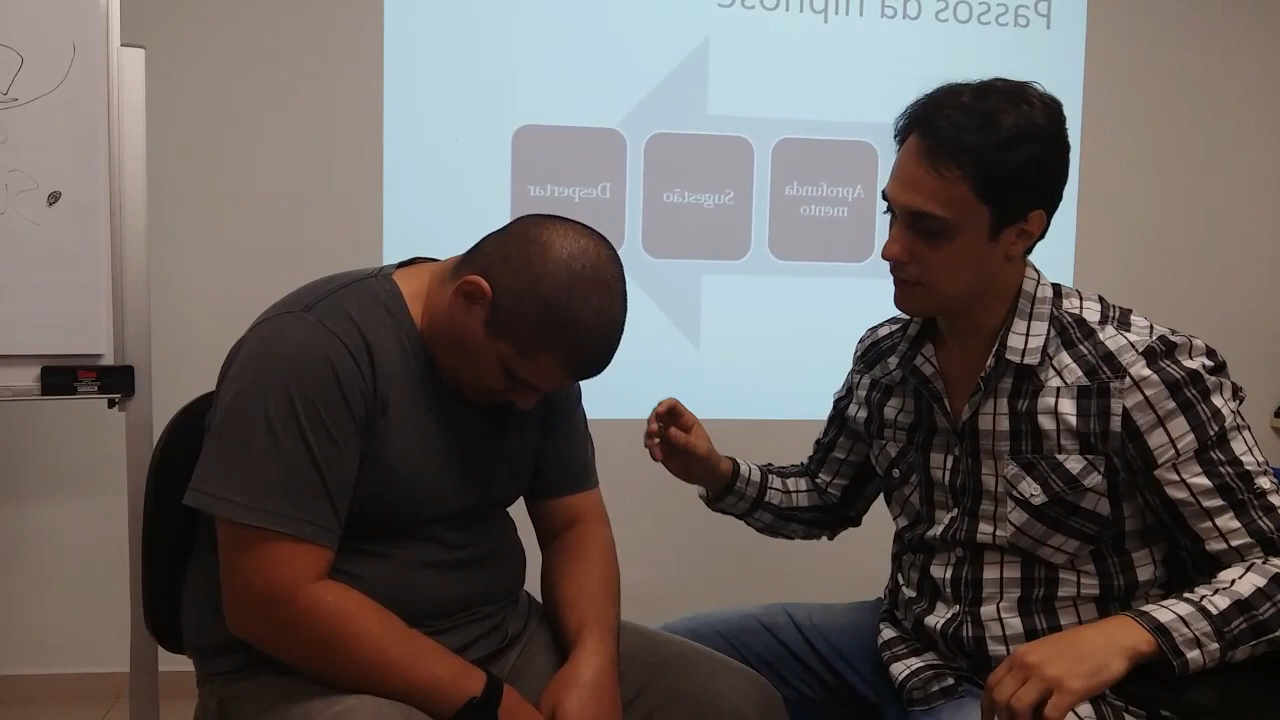 Passos da hipnose
Aprofunda
mento
Sugestão
Despertar